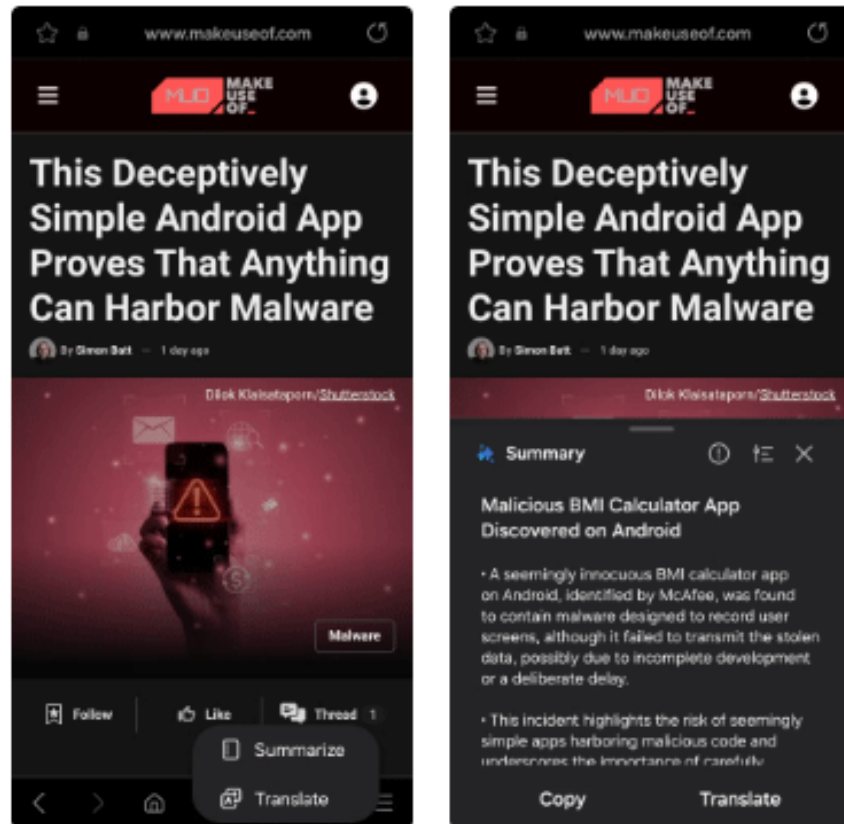 www.makeuseof.com
MUO MAKE
USE
OF_
This Deceptively
Simple Android App
Proves That Anything
Can Harbor Malware
By Simon Batt — 1 day ago
Dilok Klaisataporn/Shutterstock
Malware
Follow
Like
Thread 1
Summarize
Translate
www.makeuseof.com
MUO MAKE
USE
OF_
This Deceptively
Simple Android App
Proves That Anything
Can Harbor Malware
By Simon Batt — 1 day ago
Dilok Klaisataporn/Shutterstock
Summary
Malicious BMI Calculator App
Discovered on Android
• A seemingly innocuous BMI calculator app
on Android, identified by McAfee, was found
to contain malware designed to record user
screens, although it failed to transmit the stolen
data, possibly due to incomplete development
or a deliberate delay.
• This incident highlights the risk of seemingly
simple apps harboring malicious code and
underscores the importance of carefully
Copy
Translate